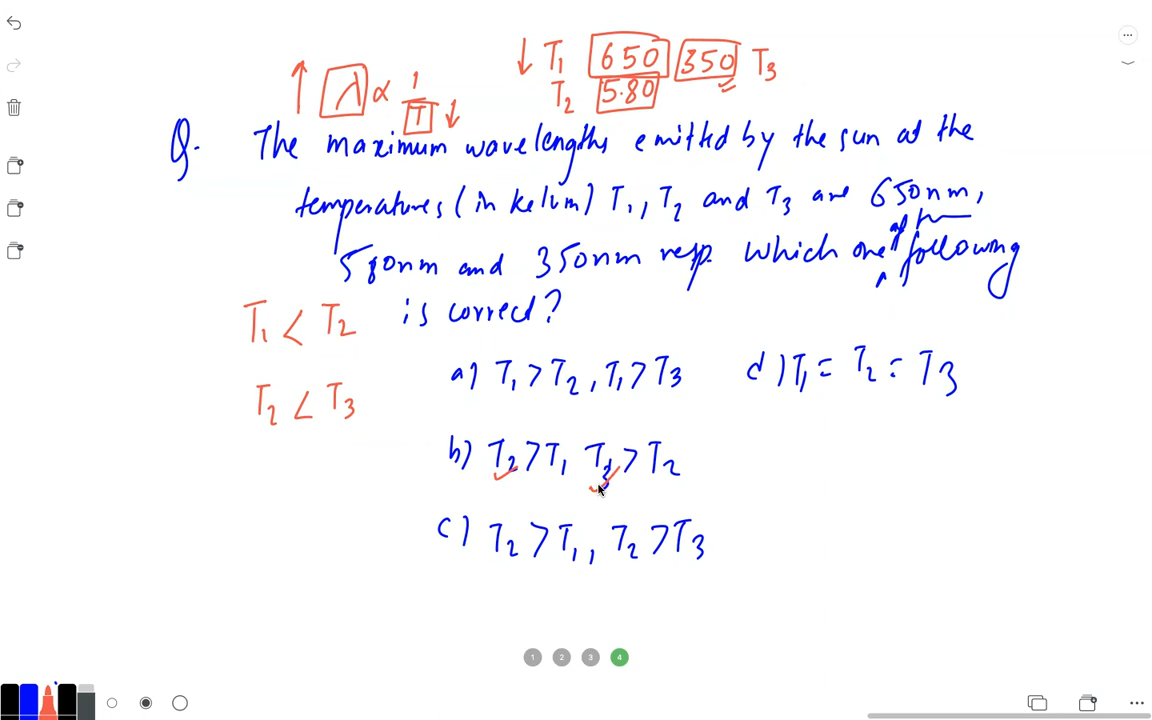 ↓ T1 650 350 T3
↑ λ ∝ 1/T ↓ T2 5.80
Q. The maximum wavelengths emitted by the sun at the
temperatures (in kelvin) T1, T2 and T3 are 650nm,
580nm and 350nm resp. Which one of the following
T1 < T2 is correct?
a) T1 > T2, T1 > T3 d) T1 = T2 = T3
T2 < T3
b) T2 > T1 T3 > T2
c) T2 > T1, T2 > T3
1 2 3 4